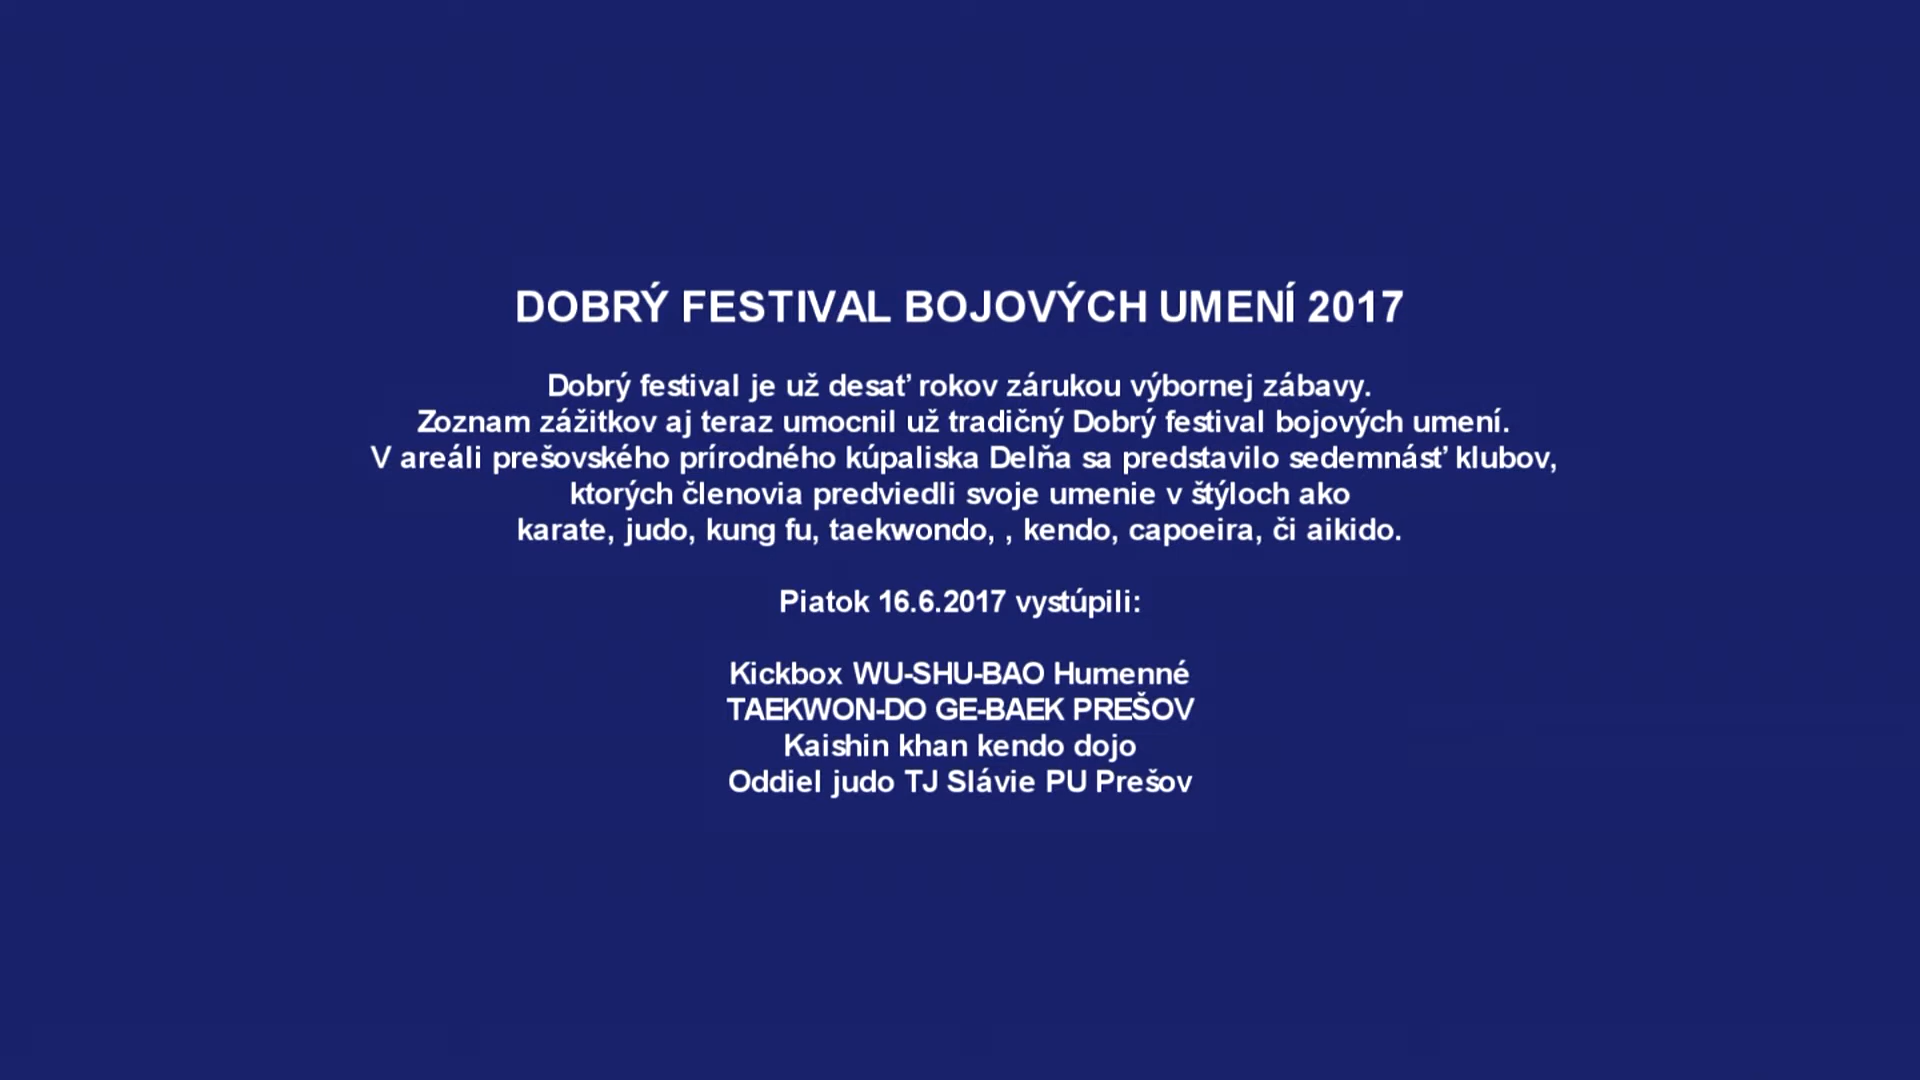 DOBRÝ FESTIVAL BOJOVÝCH UMENÍ 2017
Dobrý festival je už desať rokov zárukou výbornej zábavy.
Zoznam zážitkov aj teraz umocnil už tradičný Dobrý festival bojových umení.
V areáli prešovského prírodného kúpaliska Delňa sa predstavilo sedemnásť klubov,
ktorých členovia predviedli svoje umenie v štýloch ako
karate, judo, kung fu, taekwondo, , kendo, capoeira, či aikido.
Piatok 16.6.2017 vystúpili:
Kickbox WU-SHU-BAO Humenné
TAEKWON-DO GE-BAEK PREŠOV
Kaishin khan kendo dojo
Oddiel judo TJ Slávie PU Prešov